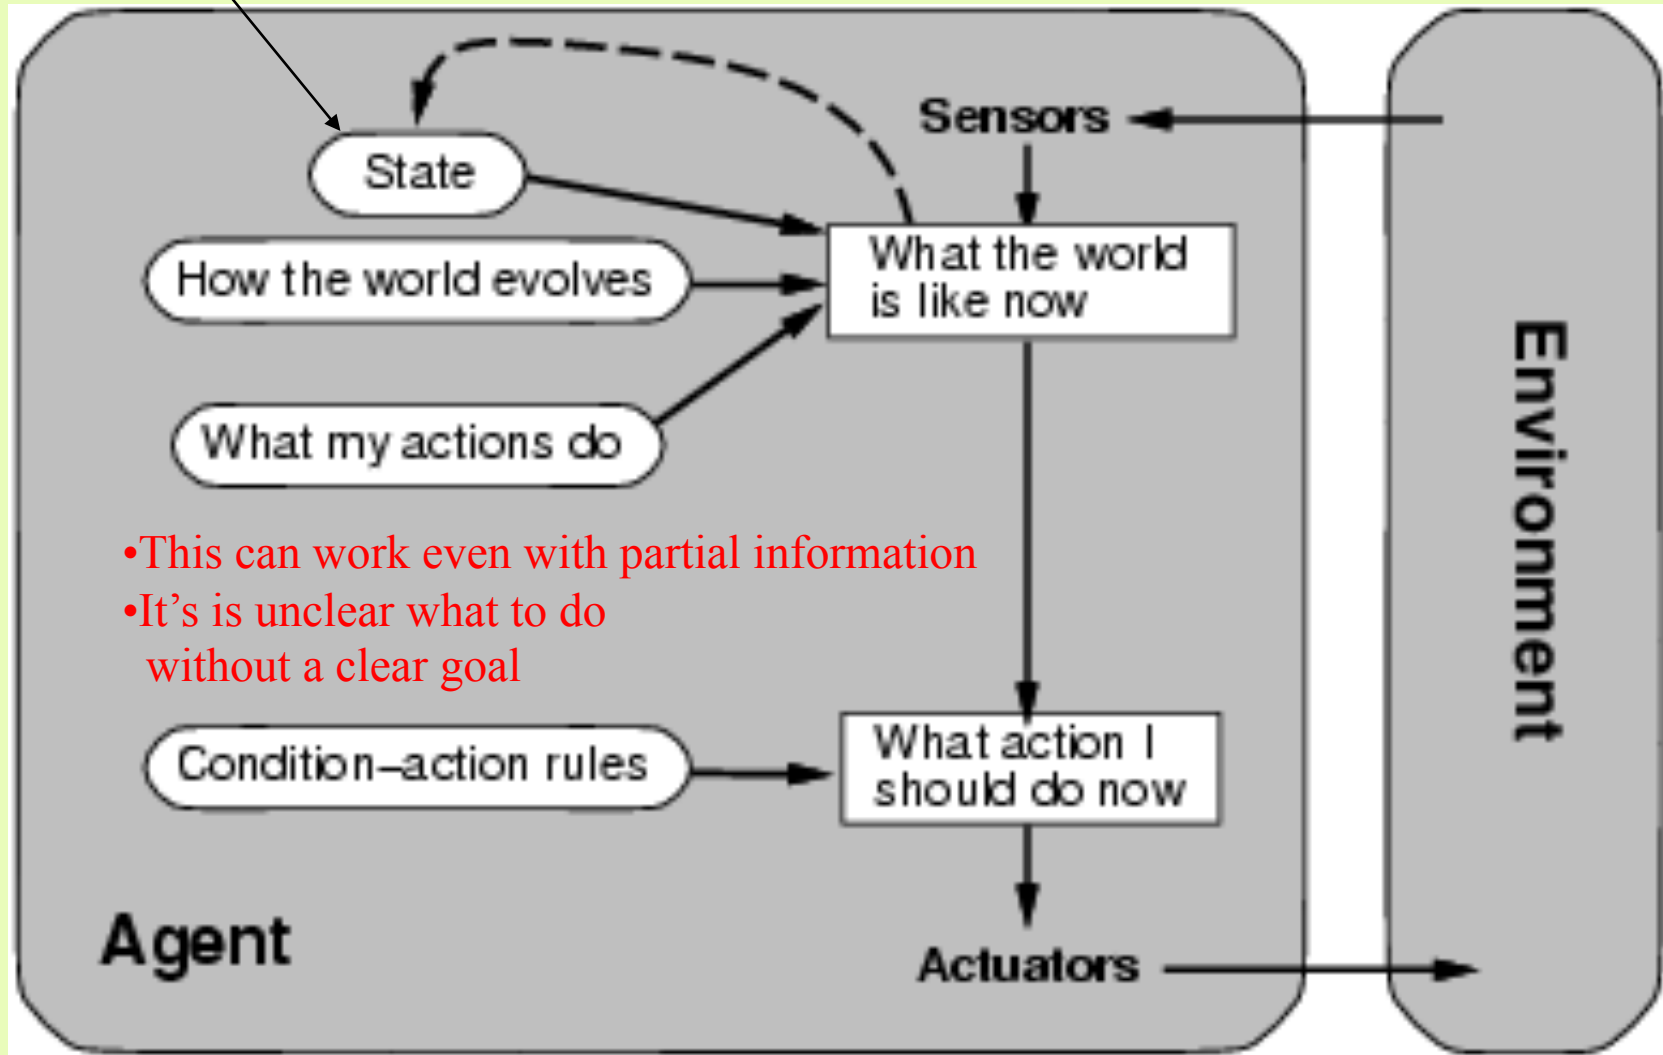 Sensors
State
What the world
is like now
How the world evolves
What my actions do
•This can work even with partial information
•It’s is unclear what to do
without a clear goal
Condition–action rules
What action I
should do now
Agent
Actuators
Environment